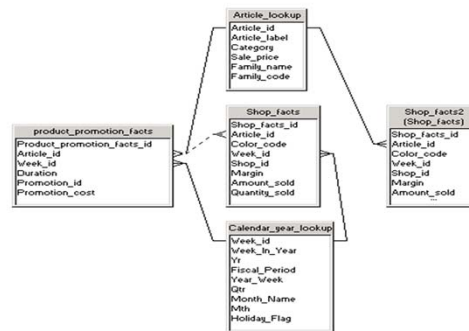 Article_lookup
Article_id
Article_label
Category
Sale_price
Family_name
Family_code
product_promotion_facts
Product_promotion_facts_id
Article_id
Week_id
Duration
Promotion_id
Promotion_cost
Shop_facts
Shop_facts_id
Article_id
Color_code
Week_id
Shop_id
Margin
Amount_sold
Quantity_sold
Shop_facts2
(Shop_facts)
Shop_facts_id
Article_id
Color_code
Week_id
Shop_id
Margin
Amount_sold
Calendar_year_lookup
Week_id
Week_In_Year
Yr
Fiscal_Period
Year_Week
Qtr
Month_Name
Mth
Holiday_Flag